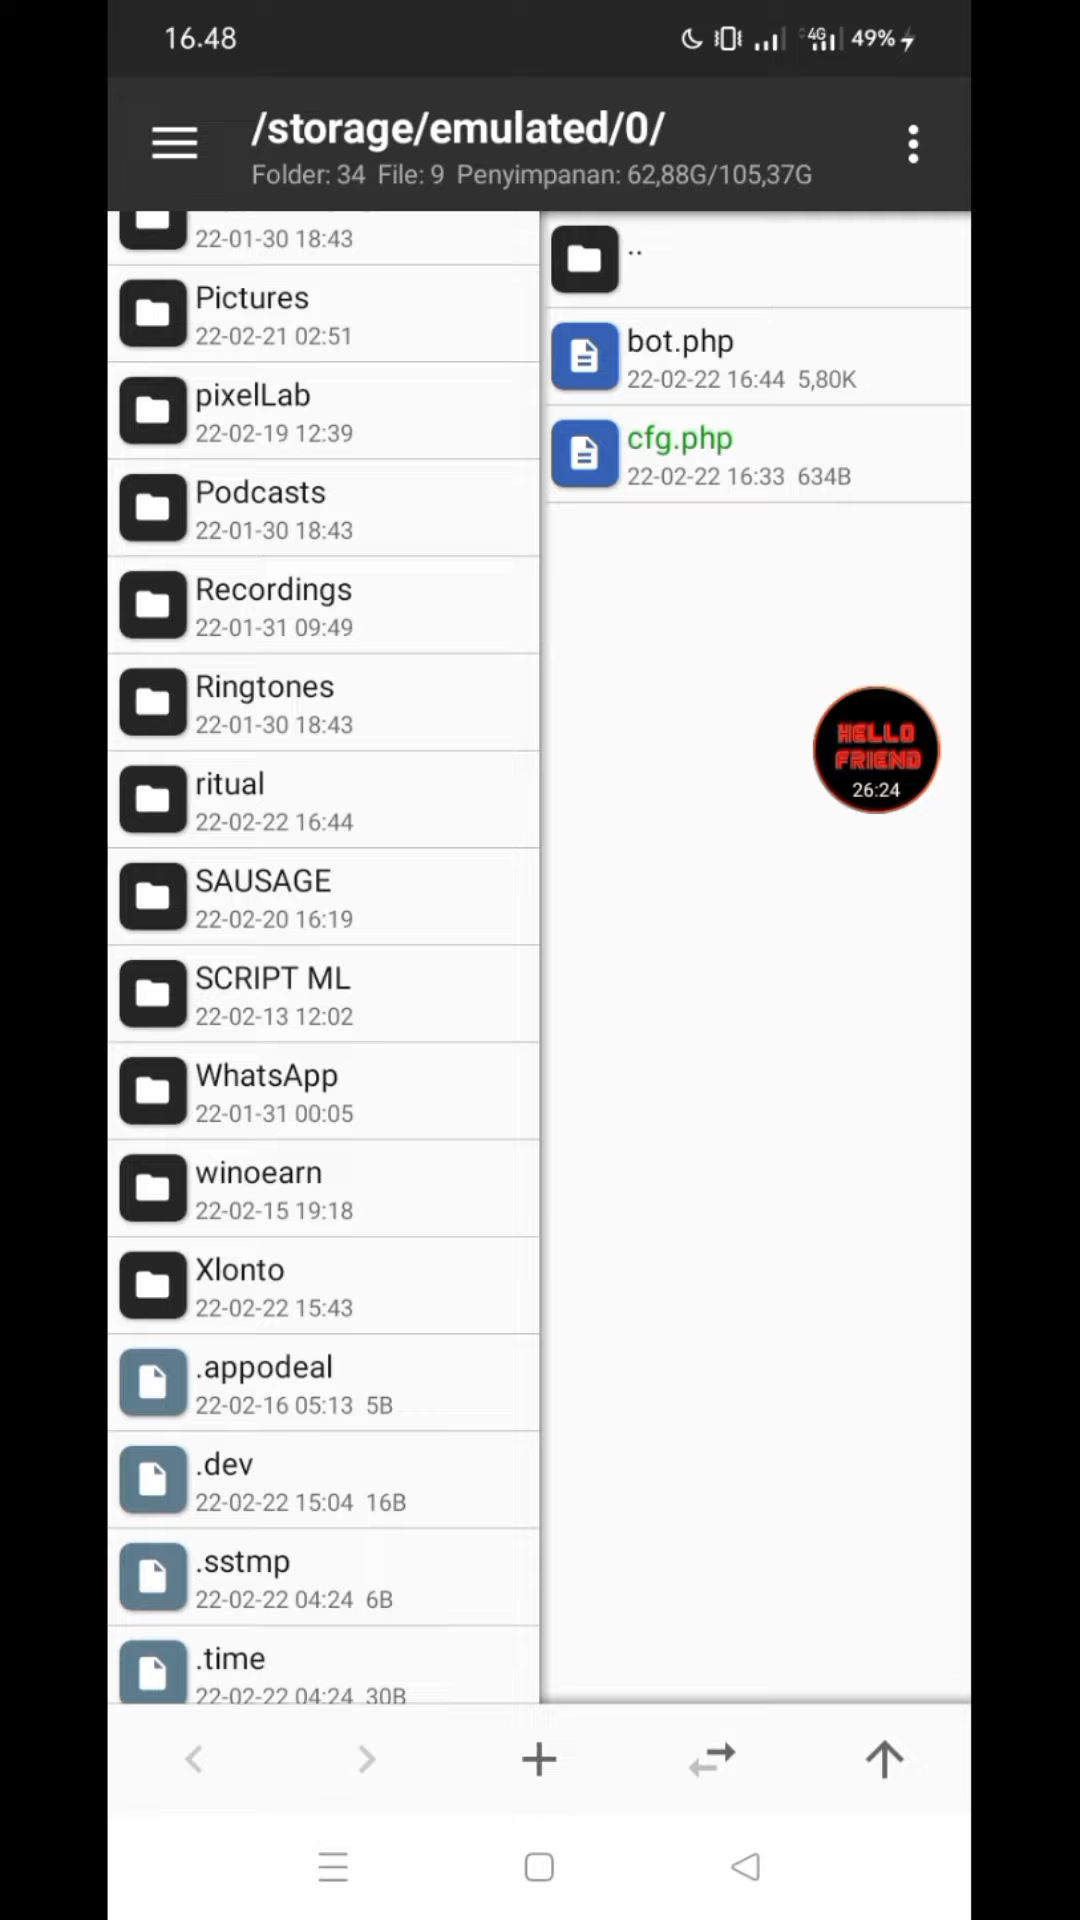 16.48
4G 49%
/storage/emulated/0/
Folder: 34 File: 9 Penyimpanan: 62,88G/105,37G
22-01-30 18:43
Pictures
22-02-21 02:51
pixelLab
22-02-19 12:39
Podcasts
22-01-30 18:43
Recordings
22-01-31 09:49
Ringtones
22-01-30 18:43
ritual
22-02-22 16:44
SAUSAGE
22-02-20 16:19
SCRIPT ML
22-02-13 12:02
WhatsApp
22-01-31 00:05
winoearn
22-02-15 19:18
Xlonto
22-02-22 15:43
.appodeal
22-02-16 05:13 5B
.dev
22-02-22 15:04 16B
.sstmp
22-02-22 04:24 6B
.time
22-02-22 04:24 30B
..
bot.php
22-02-22 16:44 5,80K
cfg.php
22-02-22 16:33 634B
HELLO
FRIEND
26:24